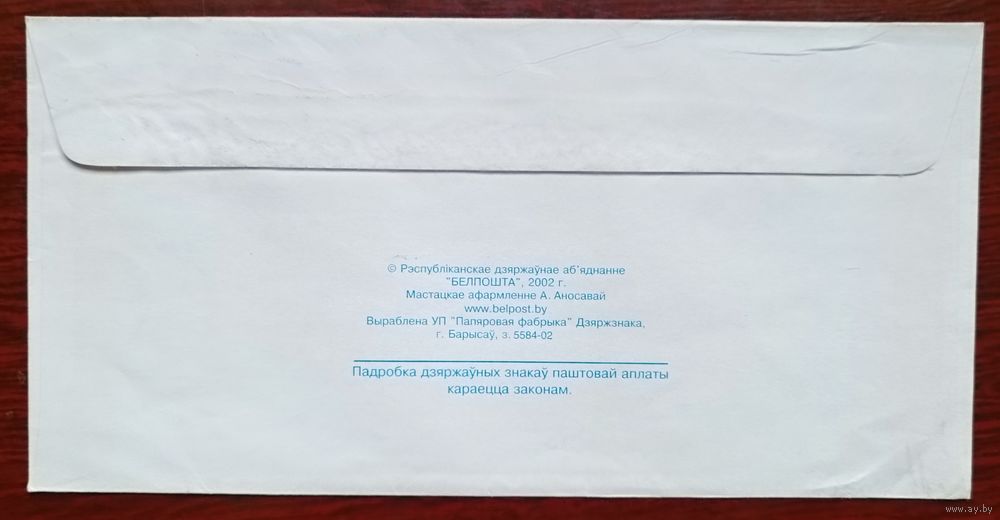 © Рэспубліканскае дзяржаўнае аб'яднанне
"БЕЛПОШТА", 2002 г.
Мастацкае афармленне А. Аносавай
www.belpost.by
Выраблена УП "Папяровая фабрыка" Дзяржзнака,
г. Барысаў, з. 5584-02
Падробка дзяржаўных знакаў паштовай аплаты
караецца законам.
www.ay.by